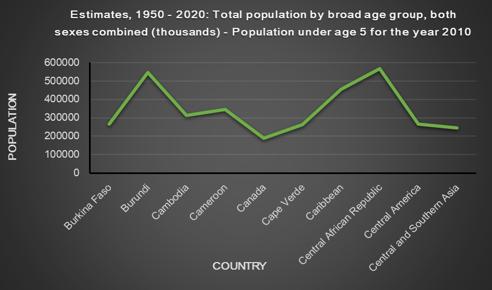 Estimates, 1950 - 2020: Total population by broad age group, both
sexes combined (thousands) - Population under age 5 for the year 2010
POPULATION
600000
500000
400000
300000
200000
100000
0
Burkina Faso
Burundi
Cambodia
Cameroon
Canada
Cape Verde
Caribbean
Central African Republic
Central America
Central and Southern Asia
COUNTRY